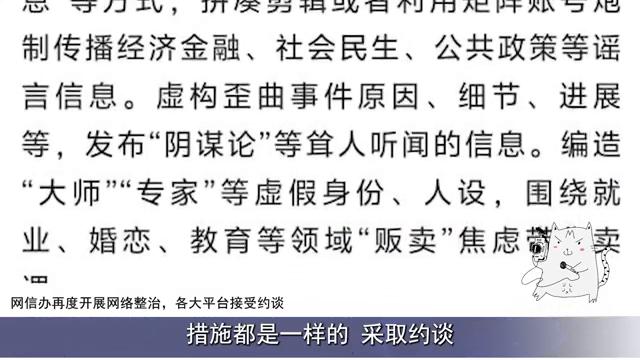 息”等方式，拼凑剪辑或者利用矩阵账号炮
制传播经济金融、社会民生、公共政策等谣
言信息。虚构歪曲事件原因、细节、进展
等，发布“阴谋论”等耸人听闻的信息。编造
“大师”“专家”等虚假身份、人设，围绕就
业、婚恋、教育等领域“贩卖”焦虑带 卖
网信办再度开展网络整治，各大平台接受约谈
措施都是一样的 采取约谈